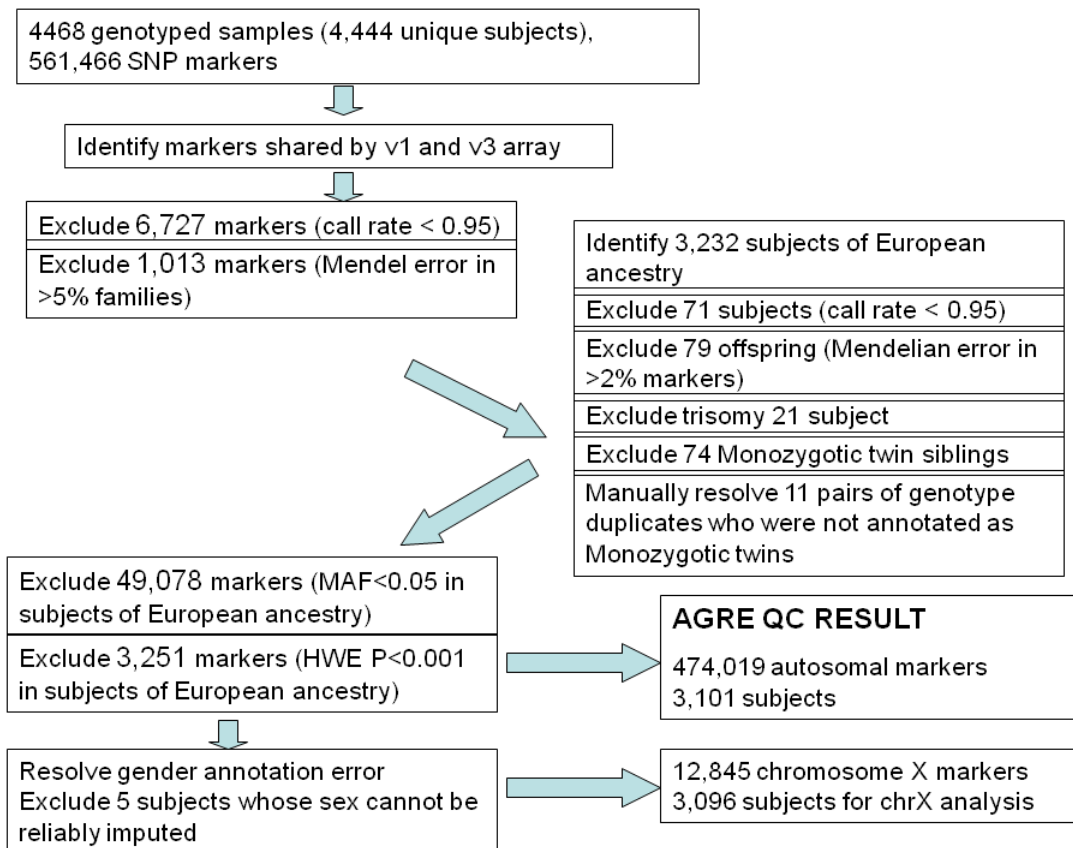 4468 genotyped samples (4,444 unique subjects),
561,466 SNP markers
Identify markers shared by v1 and v3 array
Exclude 6,727 markers (call rate < 0.95)
Exclude 1,013 markers (Mendel error in
>5% families)
Identify 3,232 subjects of European
ancestry
Exclude 71 subjects (call rate < 0.95)
Exclude 79 offspring (Mendelian error in
>2% markers)
Exclude trisomy 21 subject
Exclude 74 Monozygotic twin siblings
Manually resolve 11 pairs of genotype
duplicates who were not annotated as
Monozygotic twins
Exclude 49,078 markers (MAF<0.05 in
subjects of European ancestry)
Exclude 3,251 markers (HWE P<0.001
in subjects of European ancestry)
AGRE QC RESULT
474,019 autosomal markers
3,101 subjects
Resolve gender annotation error
Exclude 5 subjects whose sex cannot be
reliably imputed
12,845 chromosome X markers
3,096 subjects for chrX analysis